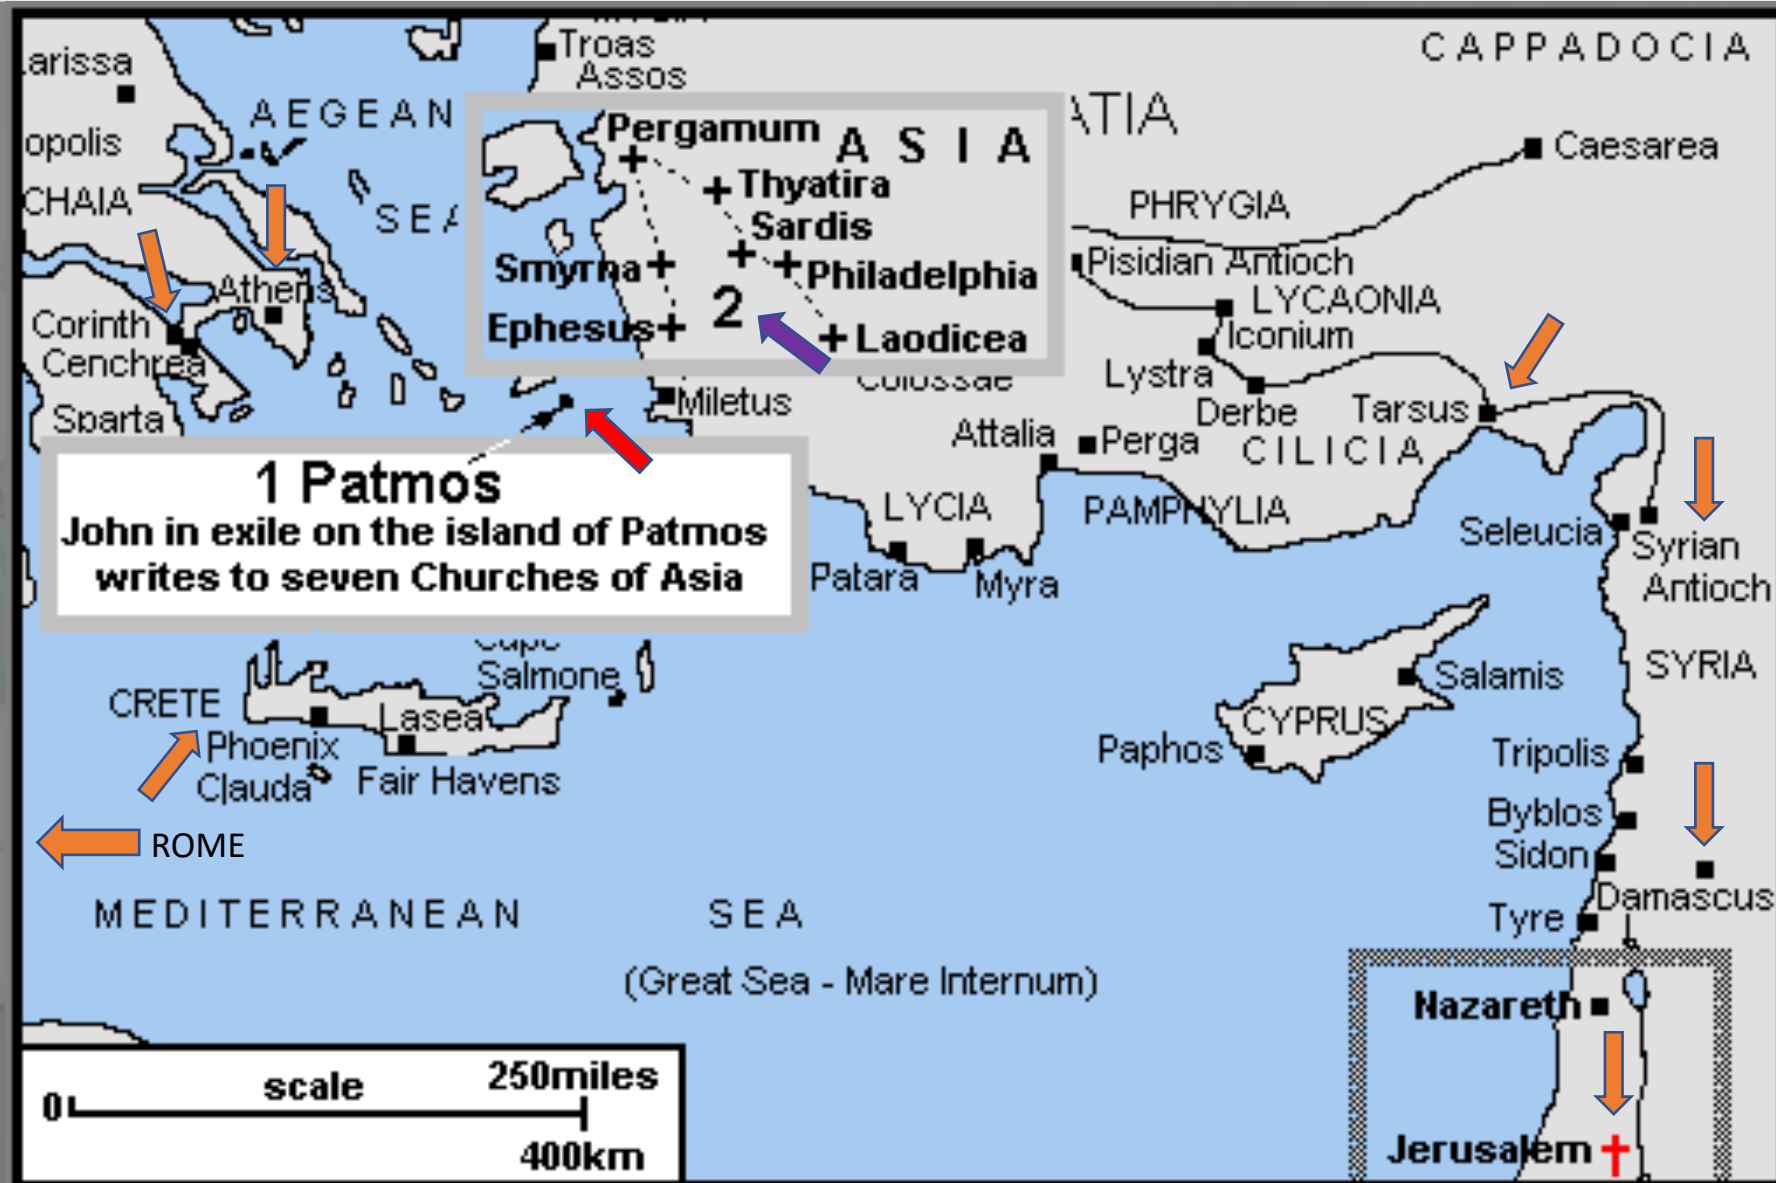 Troas
CAPPADOCIA
arissa
Assos
AEGEAN
ATIA
Pergamum
ASIA
opolis
Caesarea
Thyatira
CHAIA
PHRYGIA
SEA
Sardis
Smyrna
Philadelphia
Pisidian Antioch
Athens
2
LYCAONIA
Corinth
Ephesus
Laodicea
Iconium
Cenchrea
Colossae
Lystra
Miletus
Derbe
Tarsus
Sparta
Attalia
Perga
CILICIA
1 Patmos
John in exile on the island of Patmos
writes to seven Churches of Asia
LYCIA
PAMPHYLIA
Seleucia
Syrian
Antioch
Patara
Myra
Cape
Salmone
SYRIA
Salamis
CRETE
Lasea
CYPRUS
Phoenix
Paphos
Tripolis
Clauda
Fair Havens
Byblos
ROME
Sidon
Damascus
MEDITERRANEAN SEA
Tyre
(Great Sea - Mare Internum)
Nazareth
scale
250miles
0
400km
Jerusalem